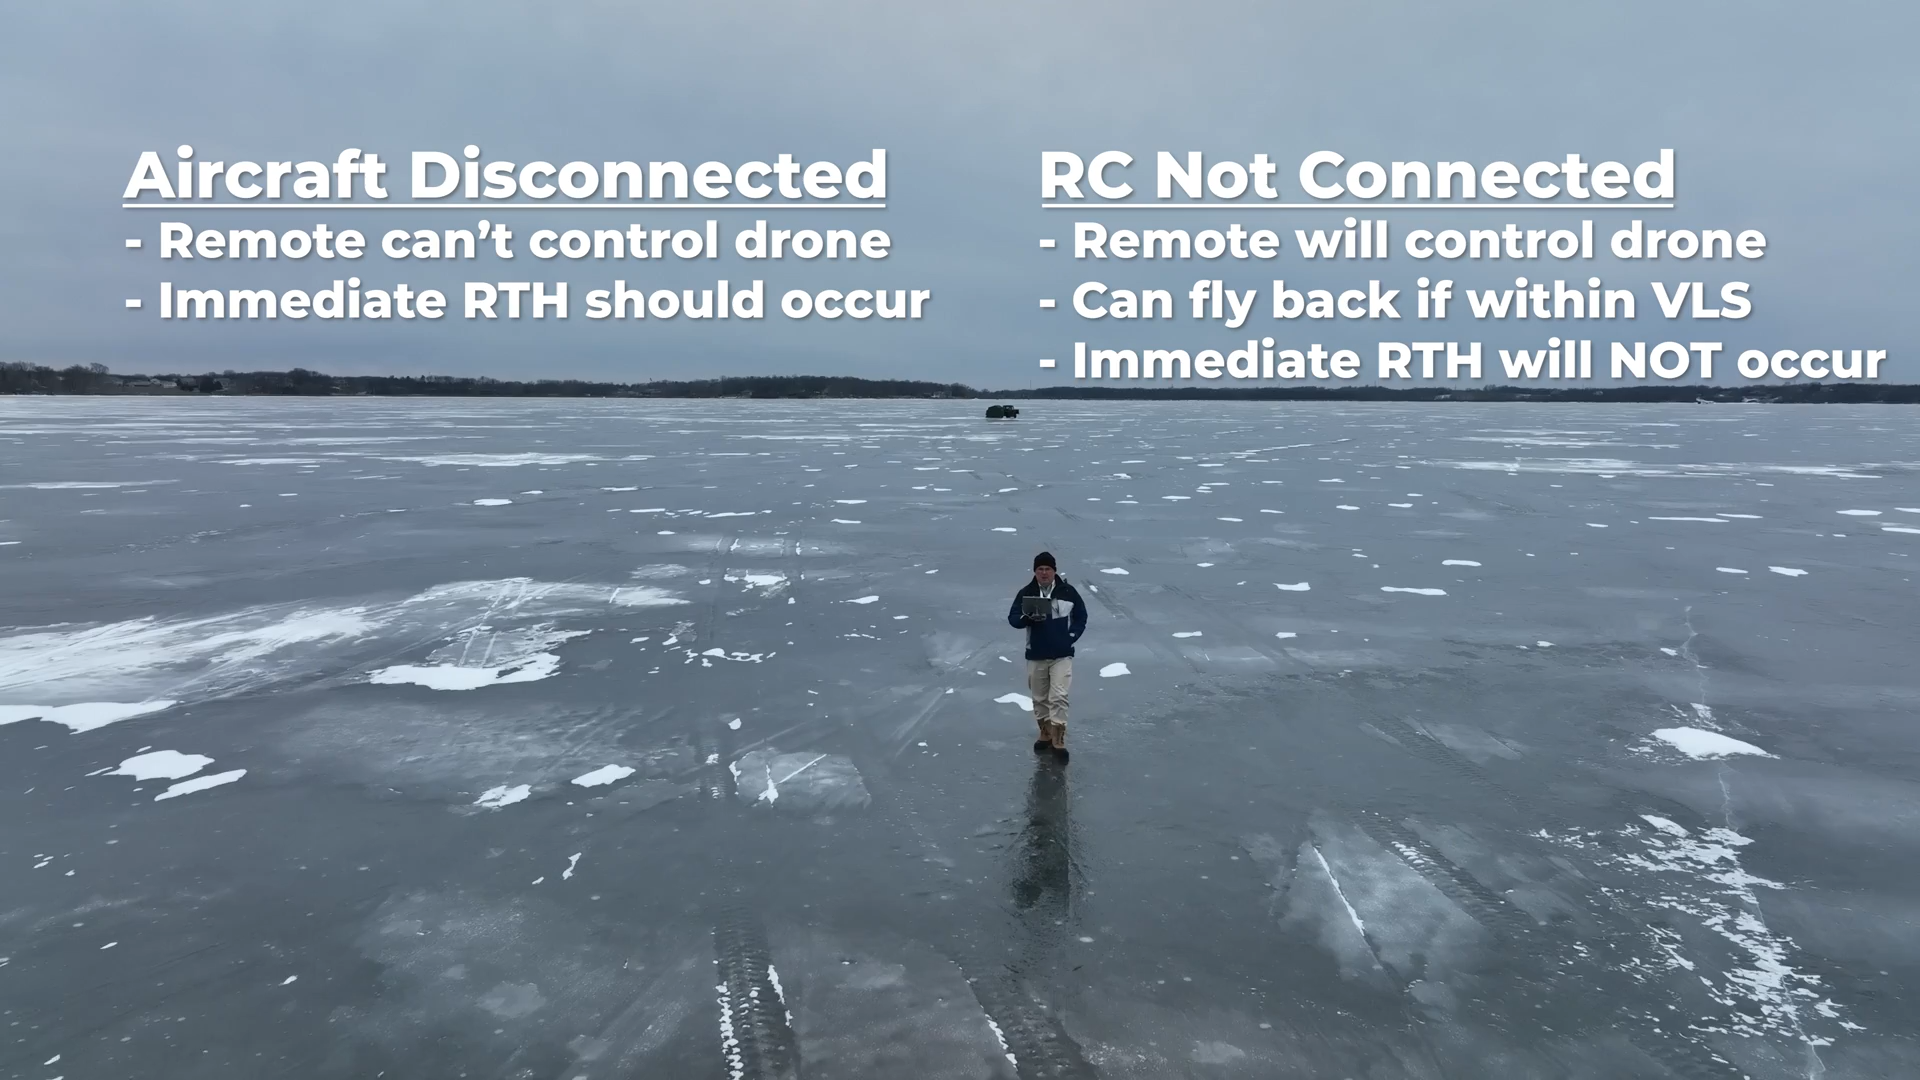 Aircraft Disconnected
- Remote can’t control drone
- Immediate RTH should occur
RC Not Connected
- Remote will control drone
- Can fly back if within VLS
- Immediate RTH will NOT occur